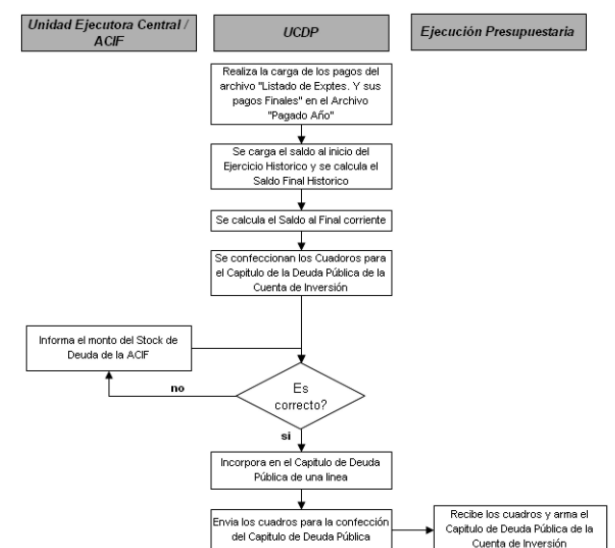 Unidad Ejecutora Central /
ACIF
UCDP
Ejecución Presupuestaria
Realiza la carga de los pagos del
archivo "Listado de Exptes. Y sus
pagos Finales" en el Archivo
"Pagado Año"
Se carga el saldo al inicio del
Ejercicio Historico y se calcula el
Saldo Final Historico
Se calcula el Saldo al Final corriente
Se confeccionan los Cuadoros para
el Capitulo de la Deuda Pública de la
Cuenta de Inversión
Informa el monto del Stock de
Deuda de la ACIF
no
Es
correcto?
si
Incorpora en el Capitulo de Deuda
Pública de una linea
Envia los cuadros para la confección
del Capitulo de Deuda Pública
Recibe los cuadros y arma el
Capitulo de Deuda Pública de la
Cuenta de Inversión